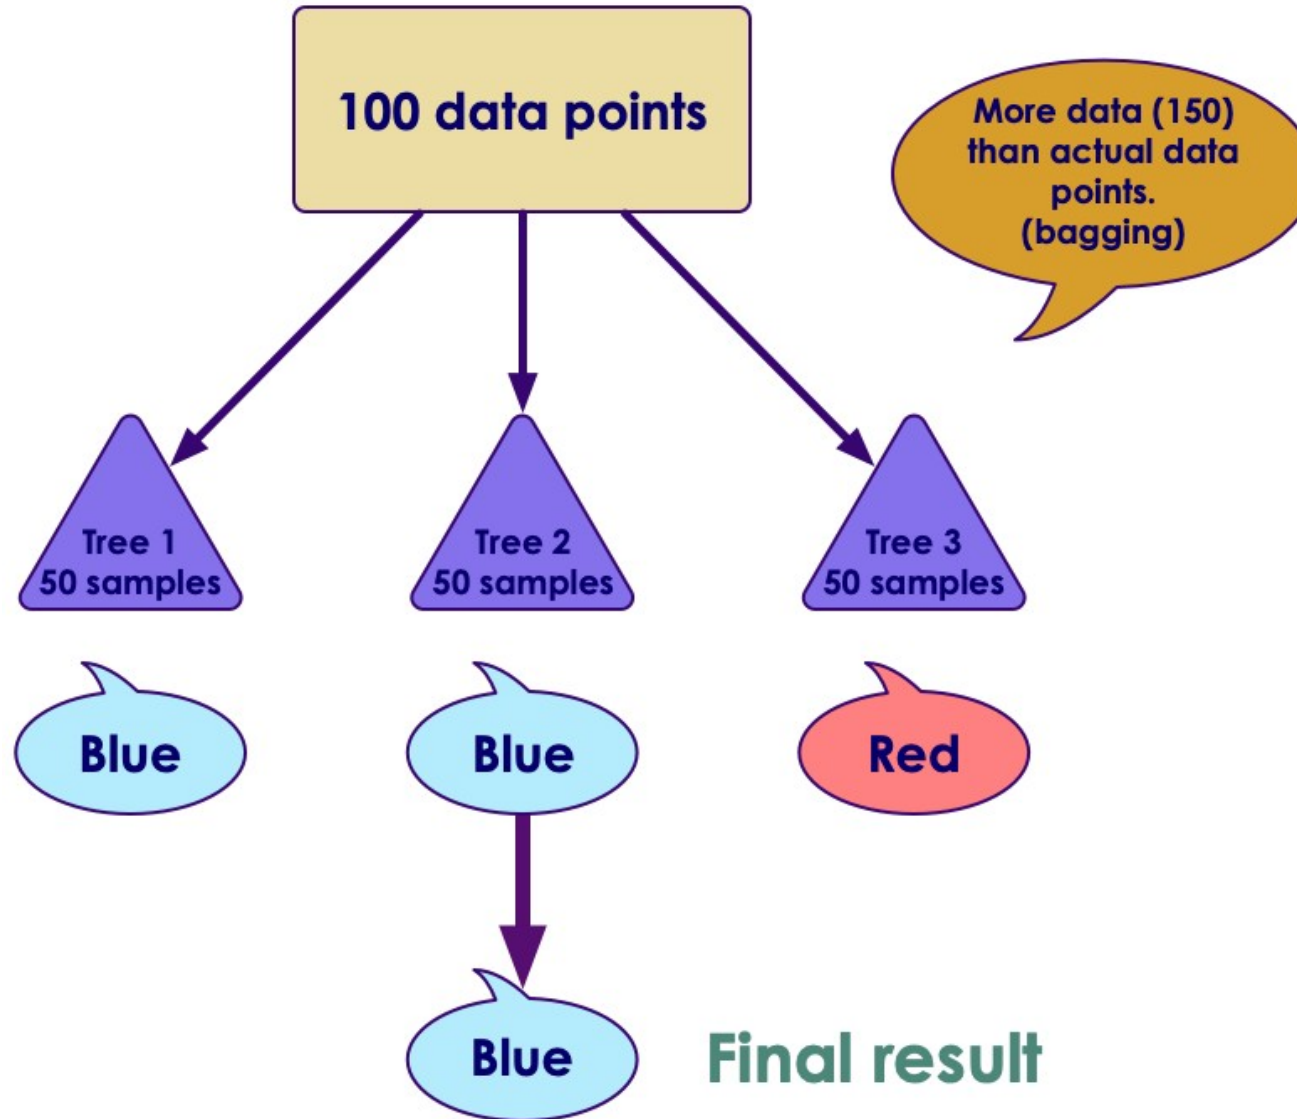 100 data points
More data (150)
than actual data
points.
(bagging)
Tree 1
50 samples
Tree 2
50 samples
Tree 3
50 samples
Blue
Blue
Red
Blue
Final result